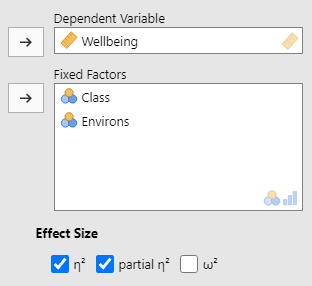 Dependent Variable
Wellbeing
Fixed Factors
Class
Environs
Effect Size
η² partial η² ω²